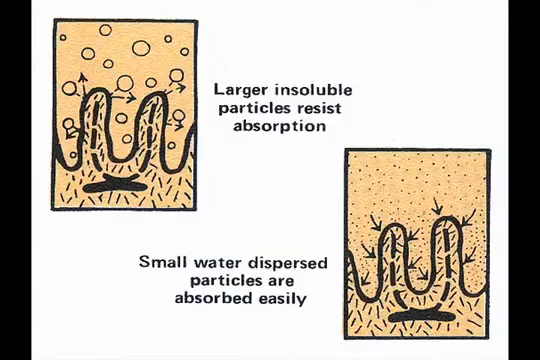 Larger insoluble
particles resist
absorption
Small water dispersed
particles are
absorbed easily